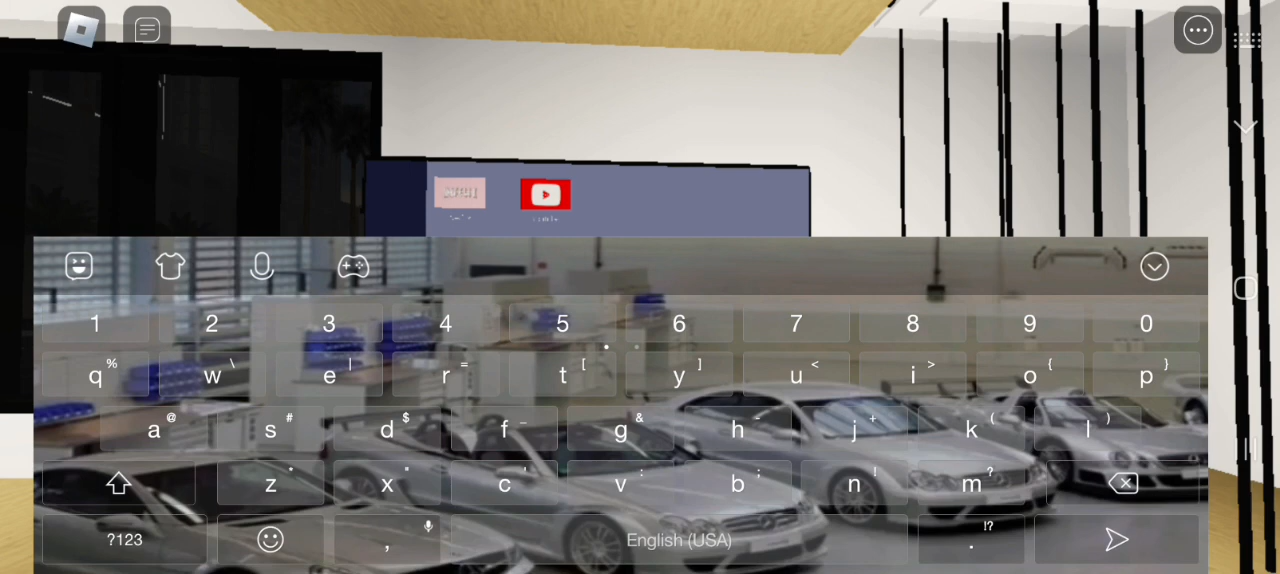 1 2 3 4 5 6 7 8 9 0
q % w \ e | r = t [ y ] u < i > o { p }
a @ s # d $ f _ g & h - j + k ( l )
z * x " c ' v : b ; n ! m ?
?123 , English (USA) . !?